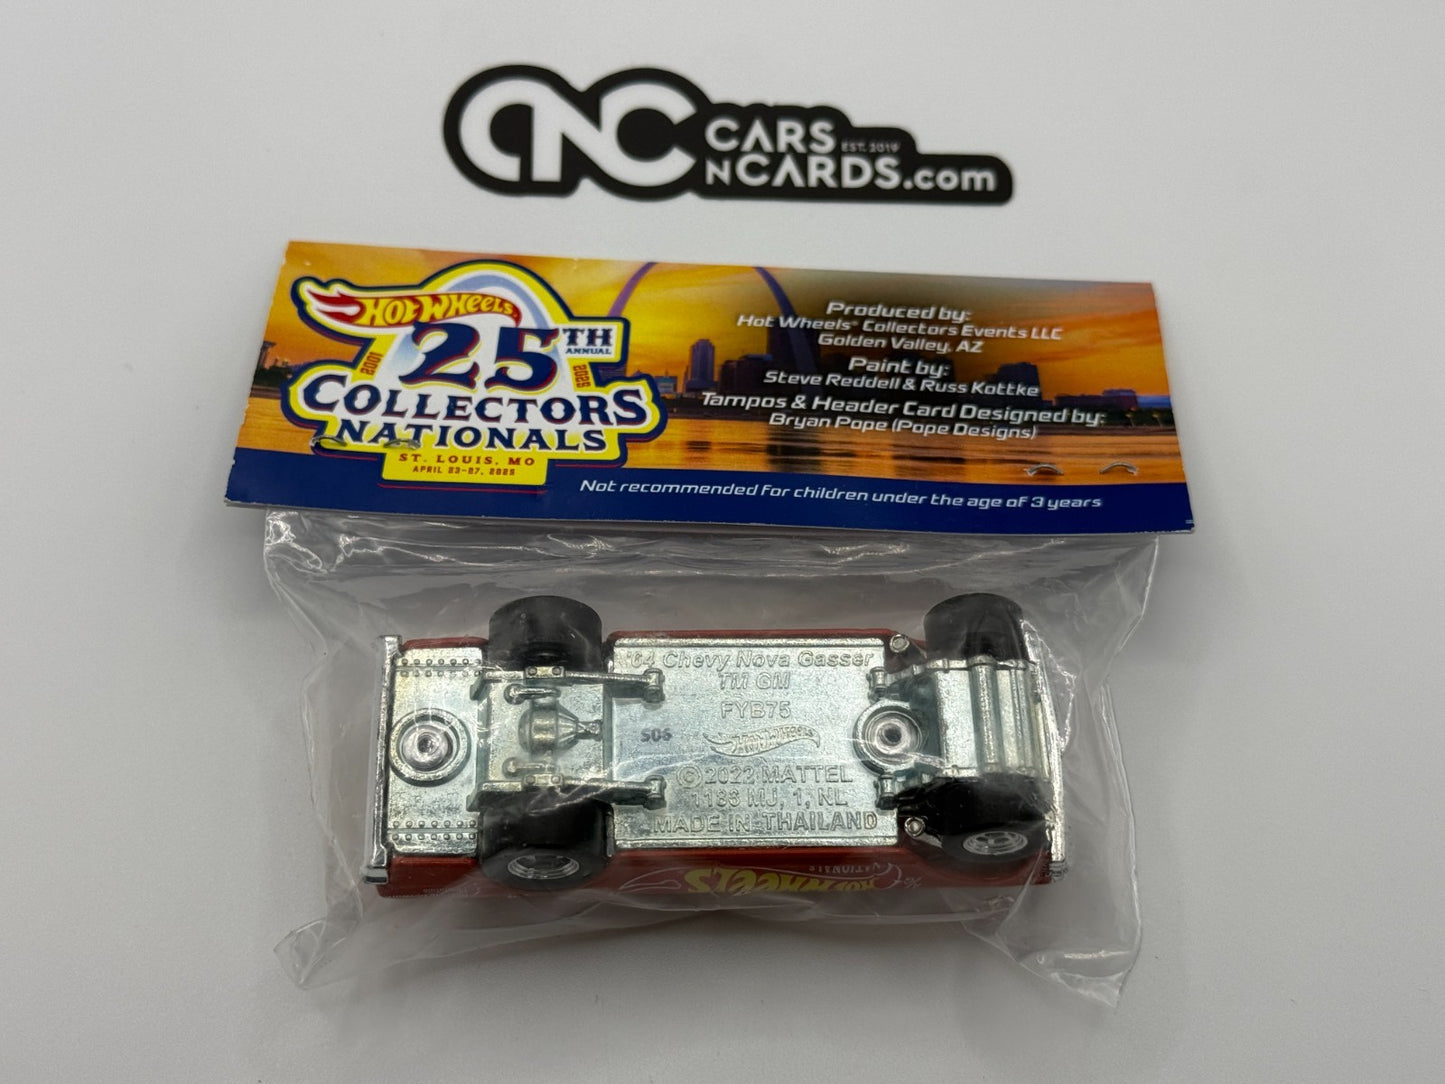 CNC CARS
EST. 2019
NCARDS.com
HOT WHEELS
25TH
ANNUAL
2001
2025
COLLECTORS
NATIONALS
ST. LOUIS, MO
APRIL 23-27, 2025
Produced by:
Hot Wheels® Collectors Events LLC
Golden Valley, AZ
Paint by:
Steve Reddell & Russ Kottke
Tampos & Header Card Designed by:
Bryan Pope (Pope Designs)
Not recommended for children under the age of 3 years
'64 Chevy Nova Gasser
TM GM
FYB75
S06
HOT WHEELS
© 2022 MATTEL
1186 MJ, 1, NL
MADE IN THAILAND
HOT WHEELS
NATIONALS